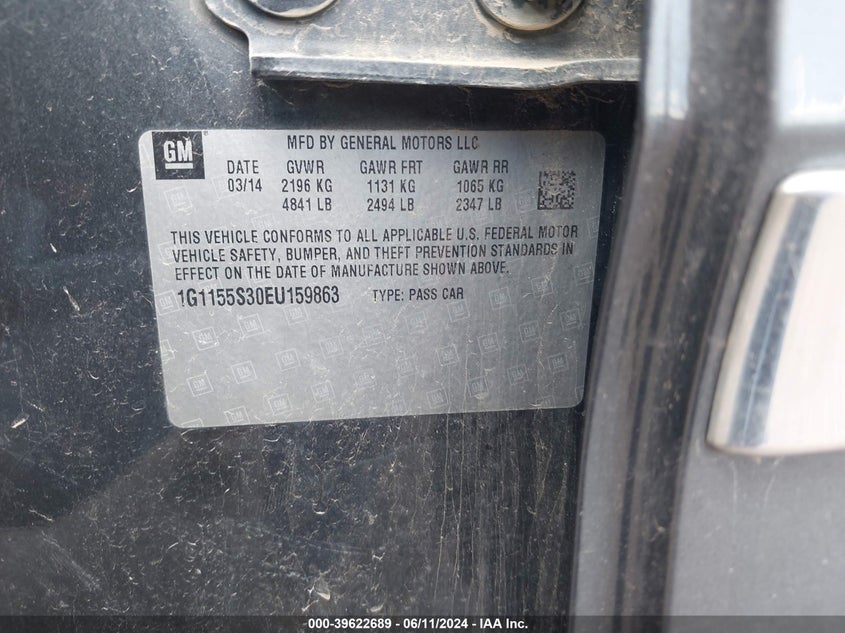 GM
MFD BY GENERAL MOTORS LLC
DATE GVWR GAWR FRT GAWR RR
03/14 2196 KG 1131 KG 1065 KG
4841 LB 2494 LB 2347 LB
THIS VEHICLE CONFORMS TO ALL APPLICABLE U.S. FEDERAL MOTOR
VEHICLE SAFETY, BUMPER, AND THEFT PREVENTION STANDARDS IN
EFFECT ON THE DATE OF MANUFACTURE SHOWN ABOVE.
1G1155S30EU159863 TYPE: PASS CAR
000-39622689 - 06/11/2024 - IAA Inc.